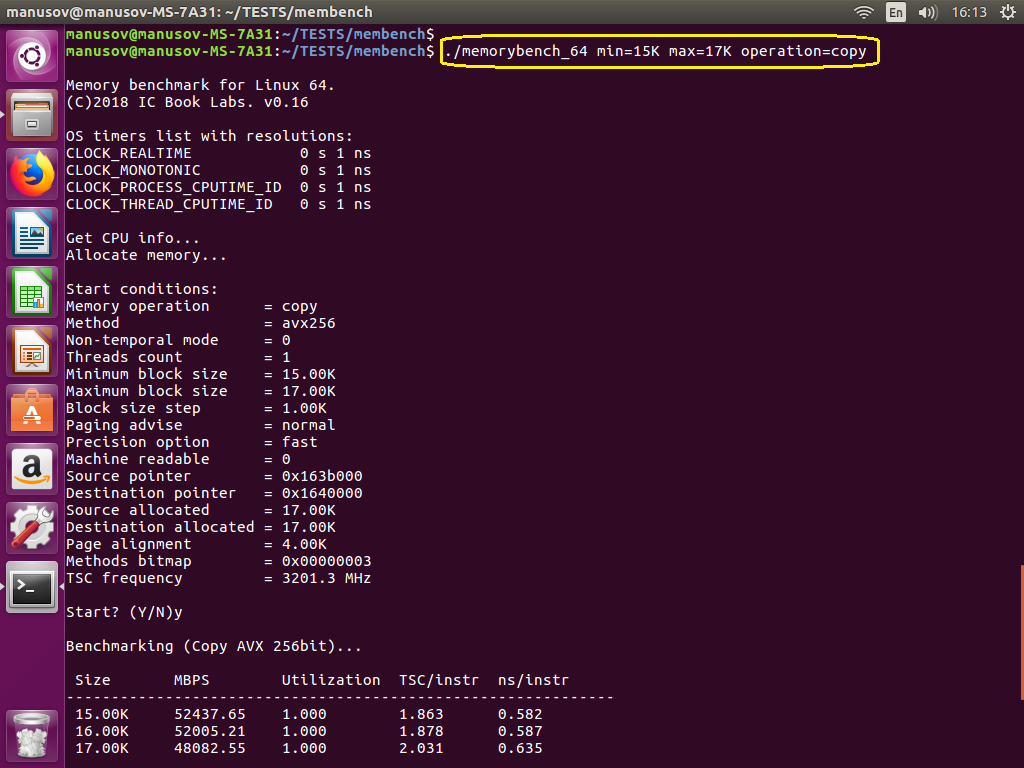 manusov@manusov-MS-7A31: ~/TESTS/membench
En
16:13
manusov@manusov-MS-7A31:~/TESTS/membench$
manusov@manusov-MS-7A31:~/TESTS/membench$ ./memorybench_64 min=15K max=17K operation=copy
Memory benchmark for Linux 64.
(C)2018 IC Book Labs. v0.16
OS timers list with resolutions:
CLOCK_REALTIME 0 s 1 ns
CLOCK_MONOTONIC 0 s 1 ns
CLOCK_PROCESS_CPUTIME_ID 0 s 1 ns
CLOCK_THREAD_CPUTIME_ID 0 s 1 ns
Get CPU info...
Allocate memory...
Start conditions:
Memory operation = copy
Method = avx256
Non-temporal mode = 0
Threads count = 1
Minimum block size = 15.00K
Maximum block size = 17.00K
Block size step = 1.00K
Paging advise = normal
Precision option = fast
Machine readable = 0
Source pointer = 0x163b000
Destination pointer = 0x1640000
Source allocated = 17.00K
Destination allocated = 17.00K
Page alignment = 4.00K
Methods bitmap = 0x00000003
TSC frequency = 3201.3 MHz
Start? (Y/N)y
Benchmarking (Copy AVX 256bit)...
Size MBPS Utilization TSC/instr ns/instr
-------------------------------------------------------------
15.00K 52437.65 1.000 1.863 0.582
16.00K 52005.21 1.000 1.878 0.587
17.00K 48082.55 1.000 2.031 0.635